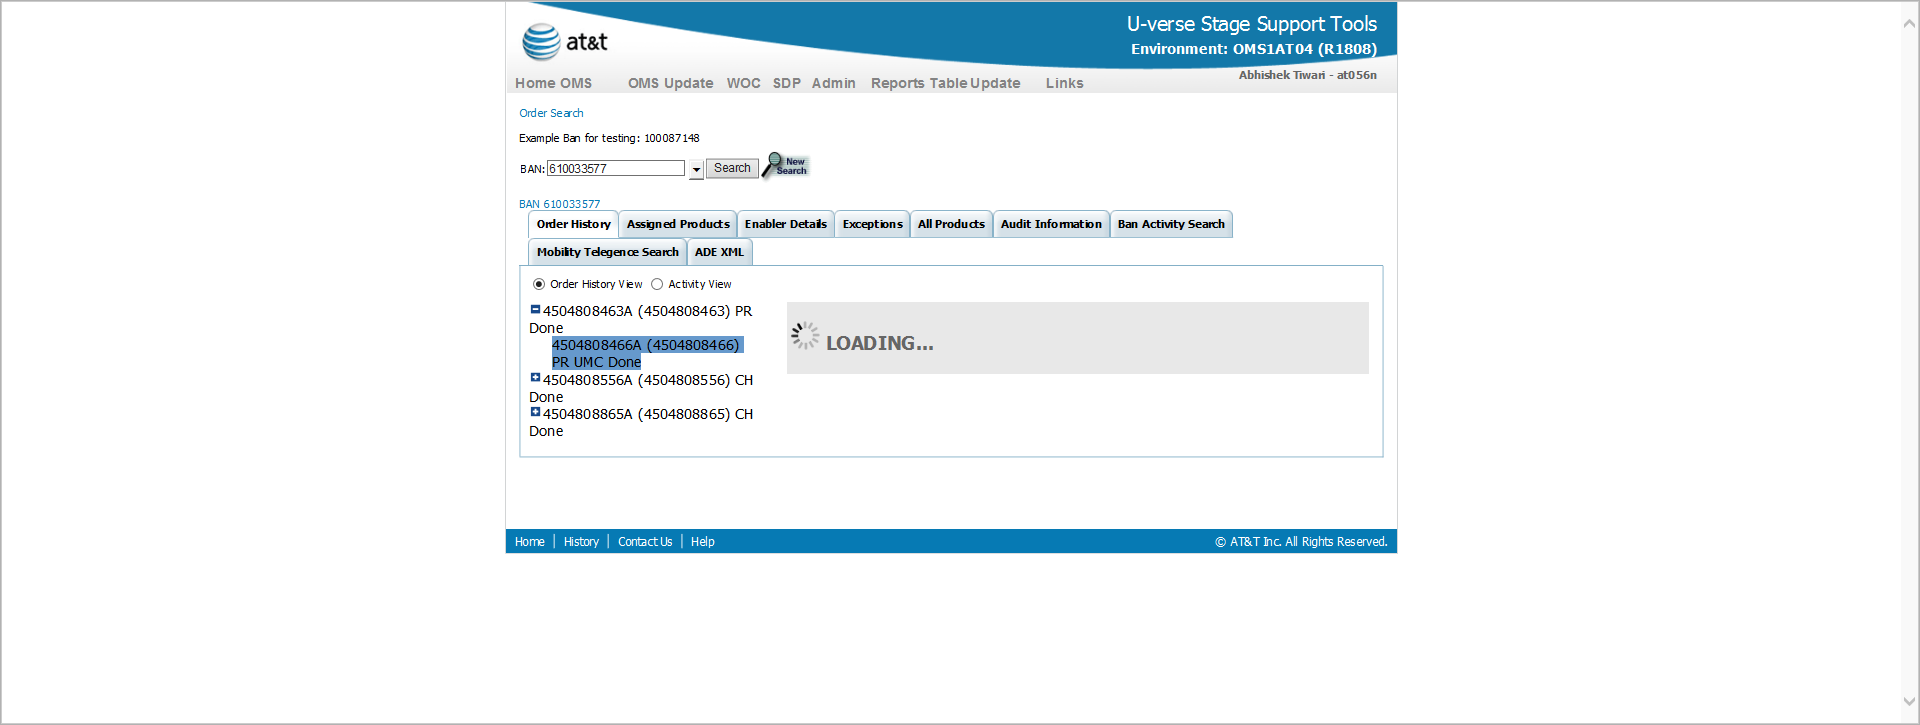 U-verse Stage Support Tools
at&t
Environment: OMS1AT04 (R1808)
Abhishek Tiwari - at056n
Home OMS OMS Update WOC SDP Admin Reports Table Update Links
Order Search
Example Ban for testing: 100087148
BAN: 610033577 Search New Search
BAN 610033577
Order History Assigned Products Enabler Details Exceptions All Products Audit Information Ban Activity Search
Mobility Telegence Search ADE XML
Order History View Activity View
4504808463A (4504808463) PR
Done
4504808466A (4504808466)
PR UMC Done
4504808556A (4504808556) CH
Done
4504808865A (4504808865) CH
Done
LOADING...
Home | History | Contact Us | Help
© AT&T Inc. All Rights Reserved.